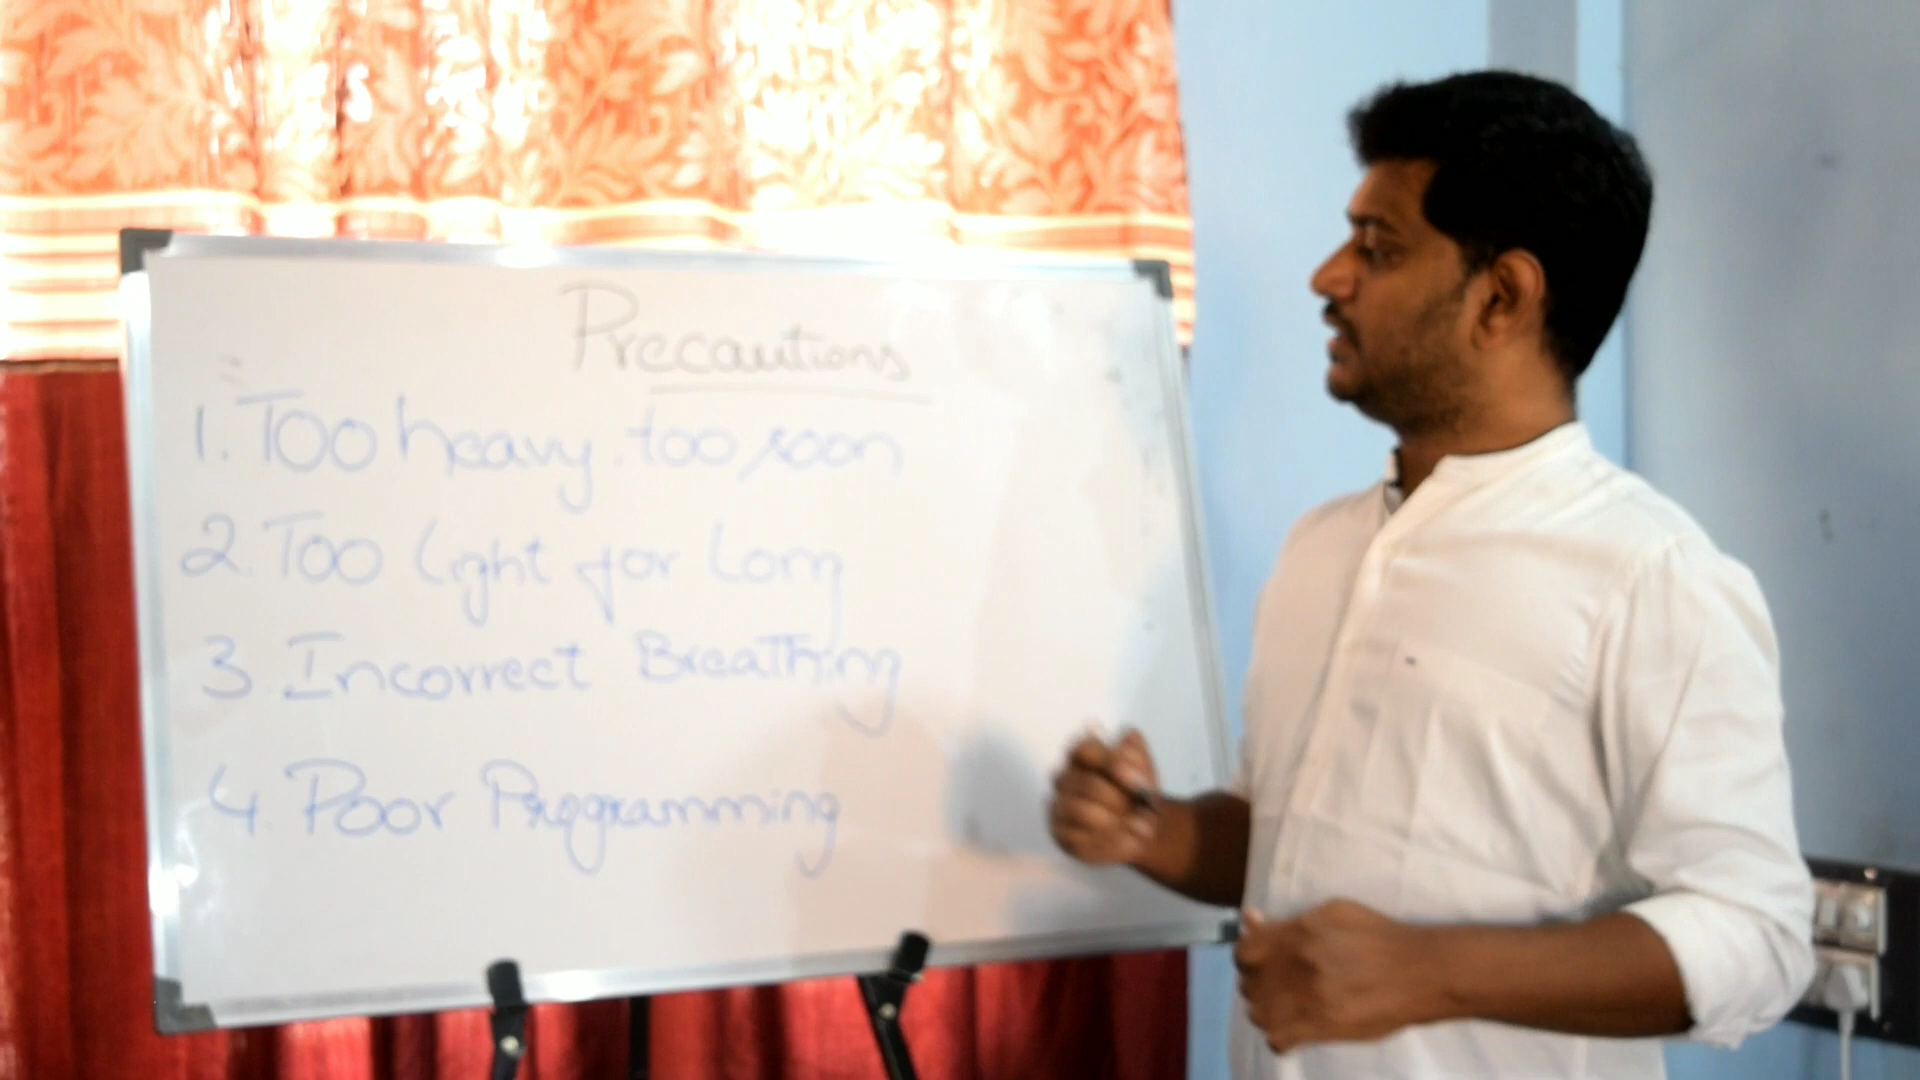 Precautions
1. Too heavy. too soon
2. Too Light for Long
3 Incorrect Breathing
4. Poor Programming